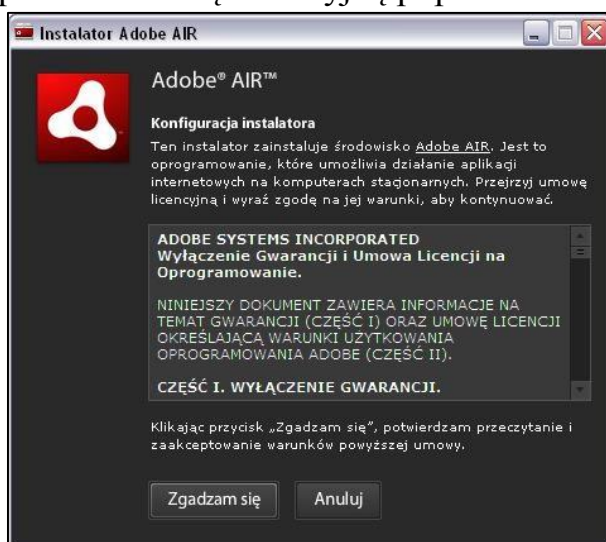 Instalator Adobe AIR
Adobe® AIR™
Konfiguracja instalatora
Ten instalator zainstaluje środowisko Adobe AIR. Jest to
oprogramowanie, które umożliwia działanie aplikacji
internetowych na komputerach stacjonarnych. Przejrzyj umowę
licencyjną i wyraź zgodę na jej warunki, aby kontynuować.
ADOBE SYSTEMS INCORPORATED
Wyłączenie Gwarancji i Umowa Licencji na
Oprogramowanie.
NINIEJSZY DOKUMENT ZAWIERA INFORMACJE NA
TEMAT GWARANCJI (CZĘŚĆ I) ORAZ UMOWĘ LICENCJI
OKREŚLAJĄCĄ WARUNKI UŻYTKOWANIA
OPROGRAMOWANIA ADOBE (CZĘŚĆ II).
CZĘŚĆ I. WYŁĄCZENIE GWARANCJI.
Klikając przycisk „Zgadzam się”, potwierdzam przeczytanie i
zaakceptowanie warunków powyższej umowy.
Zgadzam się Anuluj